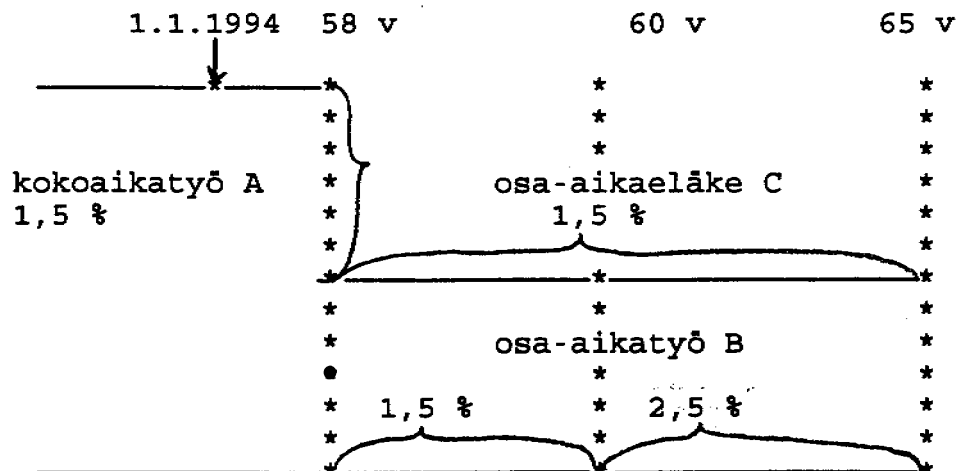 1.1.1994 58 v 60 v 65 v
kokoaikatyö A osa-aikaeläke C
1,5 % 1,5 %
osa-aikatyö B
1,5 % 2,5 %